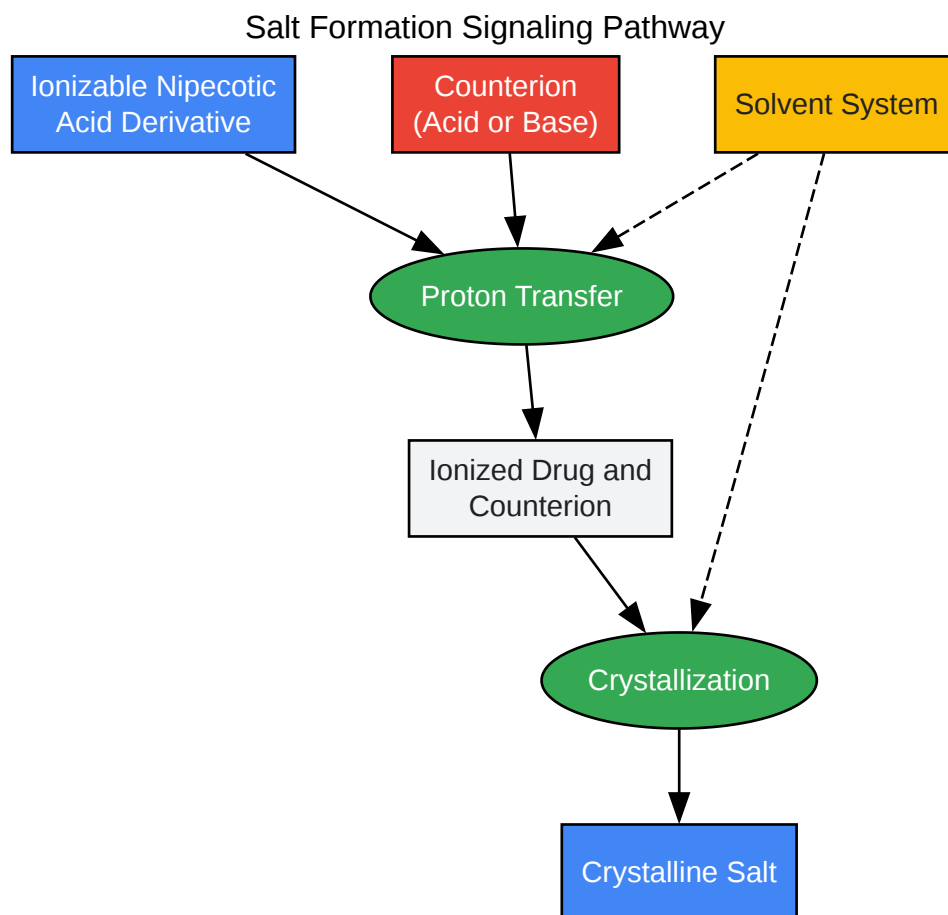 Salt Formation Signaling Pathway
Ionizable Nipecotic
Acid Derivative
Counterion
(Acid or Base)
Solvent System
Proton Transfer
Ionized Drug and
Counterion
Crystallization
Crystalline Salt